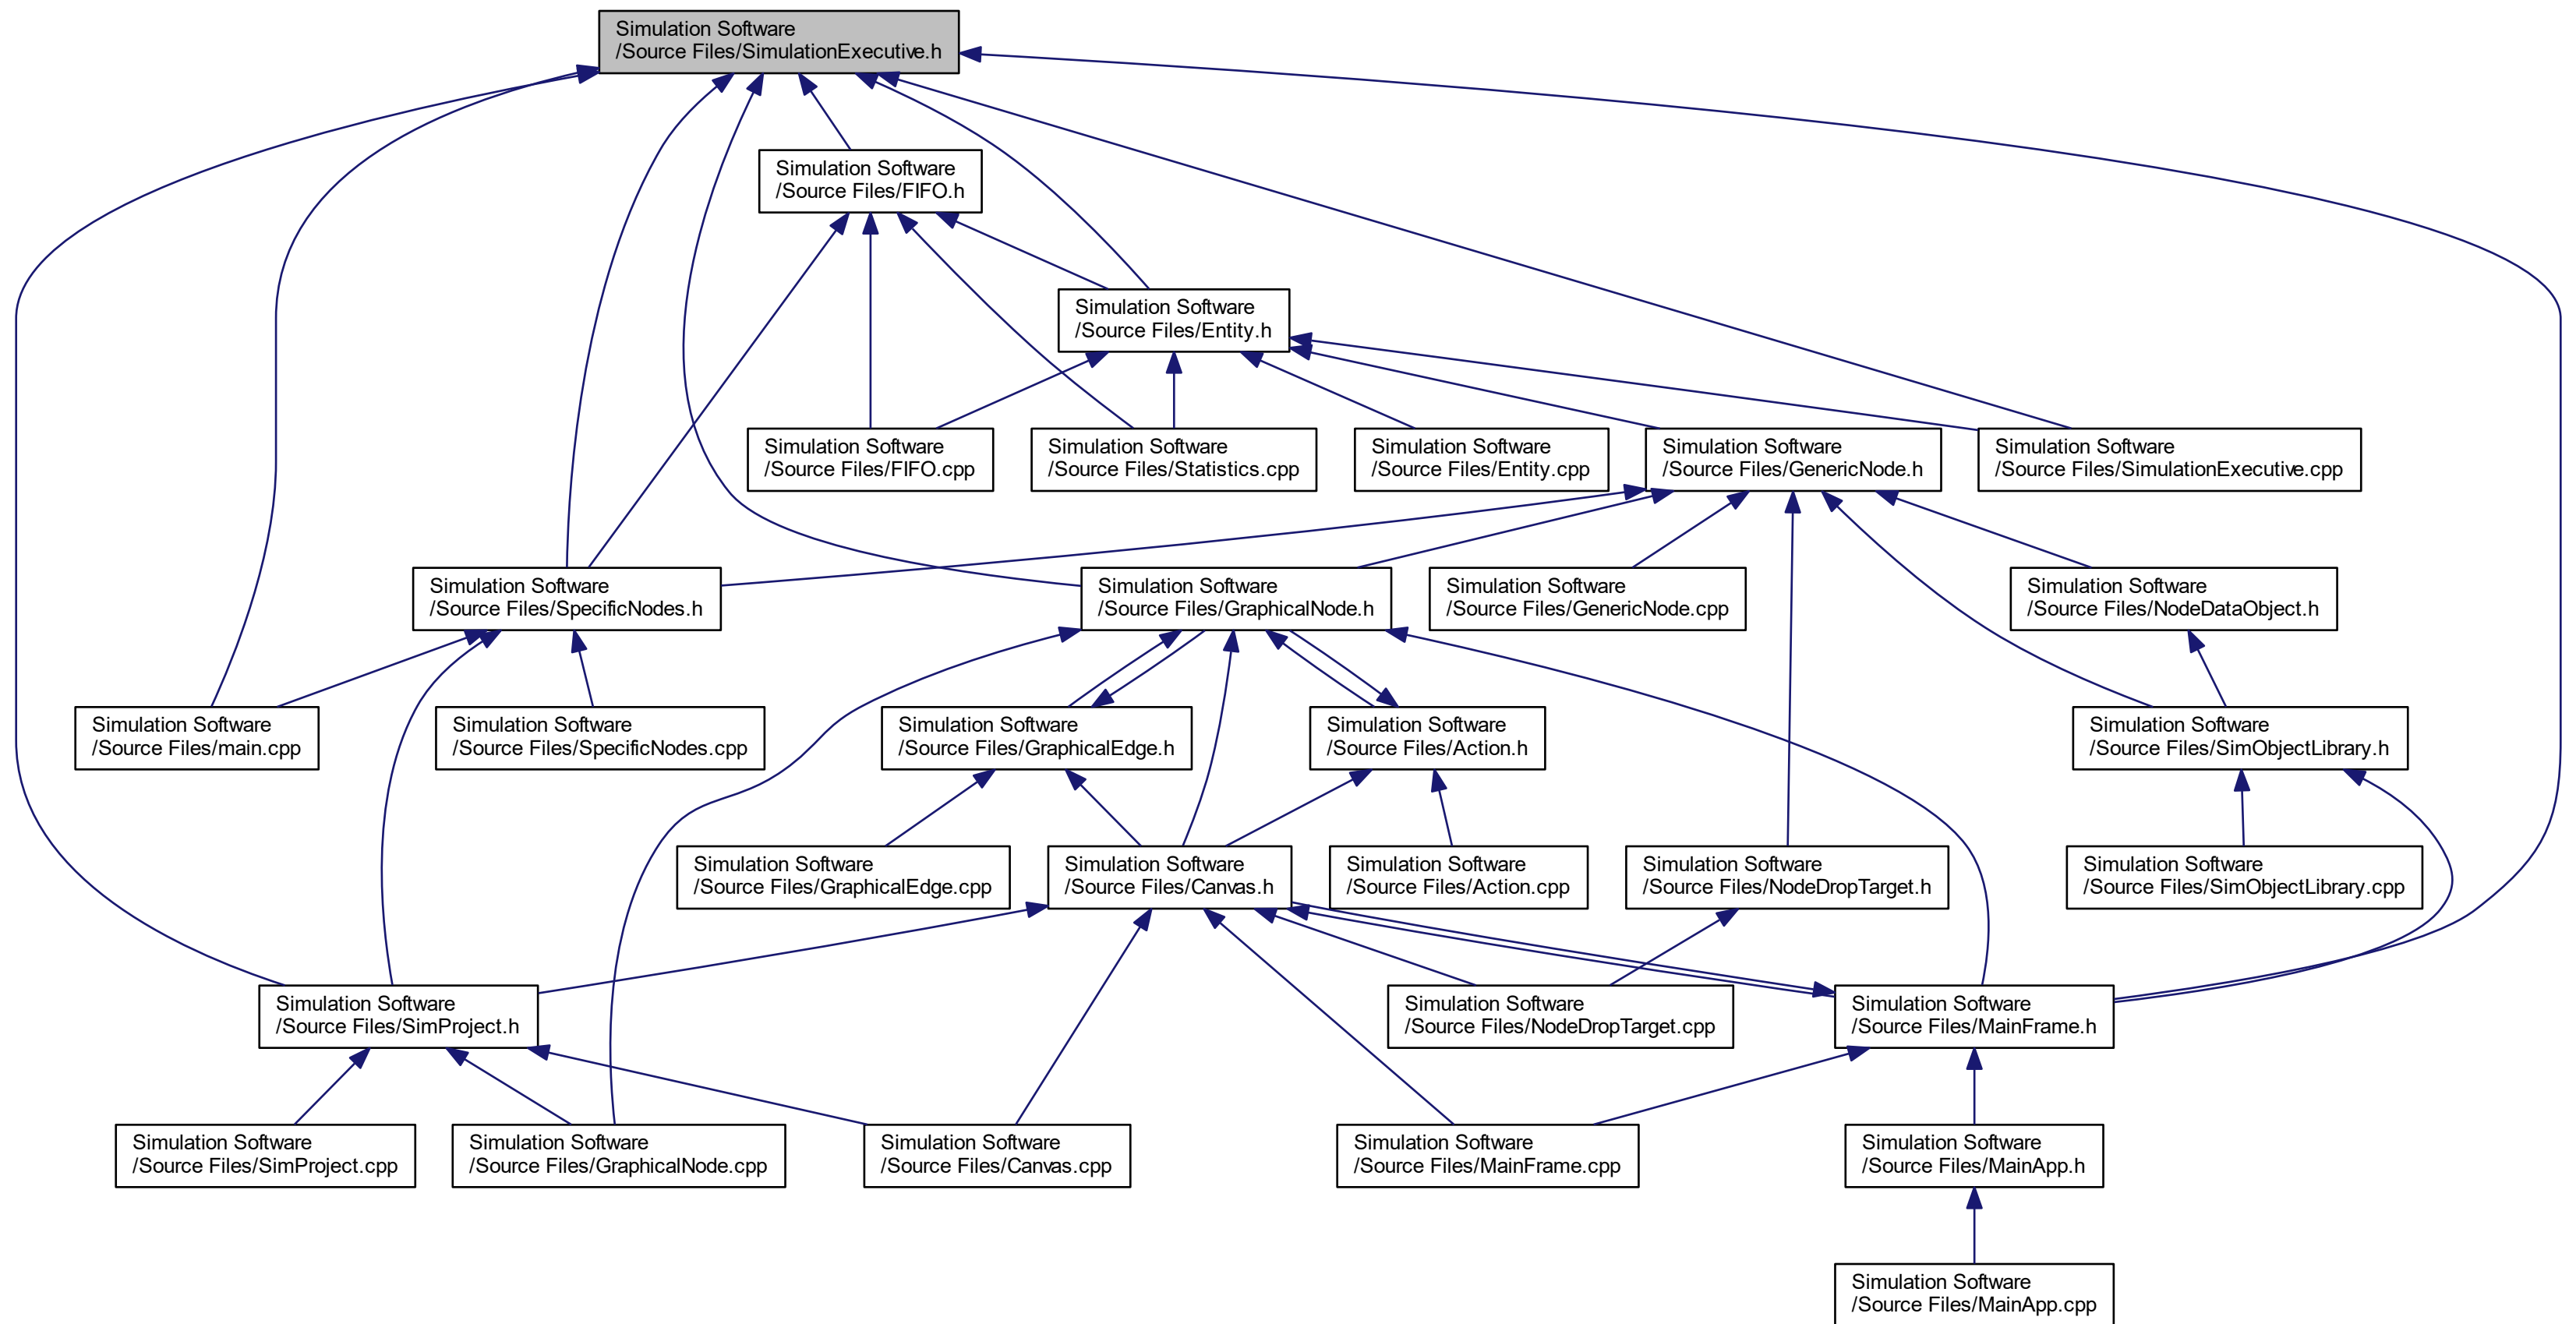 Simulation Software
/Source Files/SimulationExecutive.h
Simulation Software
/Source Files/FIFO.h
Simulation Software
/Source Files/Entity.h
Simulation Software
/Source Files/FIFO.cpp
Simulation Software
/Source Files/Statistics.cpp
Simulation Software
/Source Files/Entity.cpp
Simulation Software
/Source Files/GenericNode.h
Simulation Software
/Source Files/SimulationExecutive.cpp
Simulation Software
/Source Files/SpecificNodes.h
Simulation Software
/Source Files/GraphicalNode.h
Simulation Software
/Source Files/GenericNode.cpp
Simulation Software
/Source Files/NodeDataObject.h
Simulation Software
/Source Files/main.cpp
Simulation Software
/Source Files/SpecificNodes.cpp
Simulation Software
/Source Files/GraphicalEdge.h
Simulation Software
/Source Files/Action.h
Simulation Software
/Source Files/SimObjectLibrary.h
Simulation Software
/Source Files/GraphicalEdge.cpp
Simulation Software
/Source Files/Canvas.h
Simulation Software
/Source Files/Action.cpp
Simulation Software
/Source Files/NodeDropTarget.h
Simulation Software
/Source Files/SimObjectLibrary.cpp
Simulation Software
/Source Files/SimProject.h
Simulation Software
/Source Files/NodeDropTarget.cpp
Simulation Software
/Source Files/MainFrame.h
Simulation Software
/Source Files/SimProject.cpp
Simulation Software
/Source Files/GraphicalNode.cpp
Simulation Software
/Source Files/Canvas.cpp
Simulation Software
/Source Files/MainFrame.cpp
Simulation Software
/Source Files/MainApp.h
Simulation Software
/Source Files/MainApp.cpp